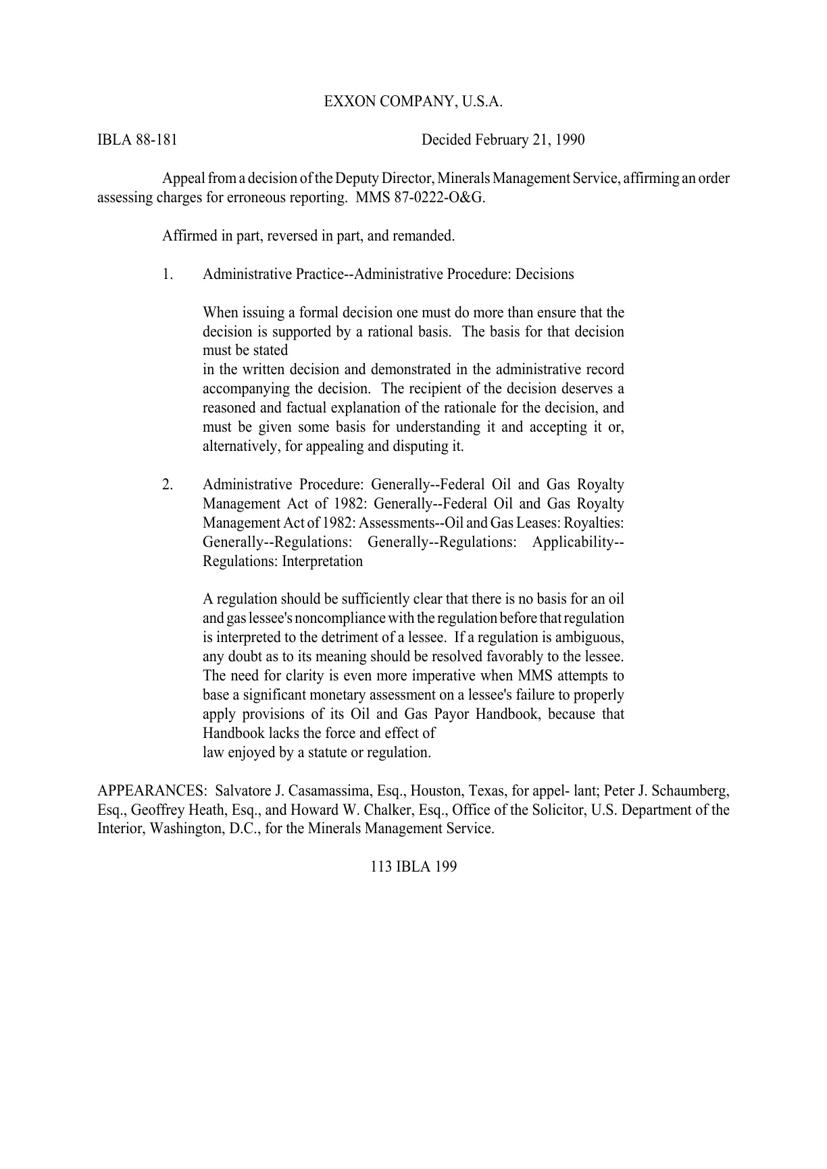 EXXON COMPANY, U.S.A.
IBLA 88-181 Decided February 21, 1990
Appeal from a decision of the Deputy Director, Minerals Management Service, affirming an order
assessing charges for erroneous reporting. MMS 87-0222-O&G.
Affirmed in part, reversed in part, and remanded.
1. Administrative Practice--Administrative Procedure: Decisions
When issuing a formal decision one must do more than ensure that the
decision is supported by a rational basis. The basis for that decision
must be stated
in the written decision and demonstrated in the administrative record
accompanying the decision. The recipient of the decision deserves a
reasoned and factual explanation of the rationale for the decision, and
must be given some basis for understanding it and accepting it or,
alternatively, for appealing and disputing it.
2. Administrative Procedure: Generally--Federal Oil and Gas Royalty
Management Act of 1982: Generally--Federal Oil and Gas Royalty
Management Act of 1982: Assessments--Oil and Gas Leases: Royalties:
Generally--Regulations: Generally--Regulations: Applicability--
Regulations: Interpretation
A regulation should be sufficiently clear that there is no basis for an oil
and gas lessee's noncompliance with the regulation before that regulation
is interpreted to the detriment of a lessee. If a regulation is ambiguous,
any doubt as to its meaning should be resolved favorably to the lessee.
The need for clarity is even more imperative when MMS attempts to
base a significant monetary assessment on a lessee's failure to properly
apply provisions of its Oil and Gas Payor Handbook, because that
Handbook lacks the force and effect of
law enjoyed by a statute or regulation.
APPEARANCES: Salvatore J. Casamassima, Esq., Houston, Texas, for appel- lant; Peter J. Schaumberg,
Esq., Geoffrey Heath, Esq., and Howard W. Chalker, Esq., Office of the Solicitor, U.S. Department of the
Interior, Washington, D.C., for the Minerals Management Service.
113 IBLA 199